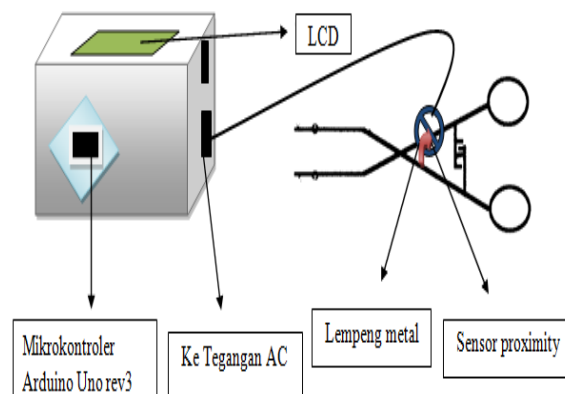 LCD
Mikrokontroler
Arduino Uno rev3
Ke Tegangan AC
Lempeng metal
Sensor proximity